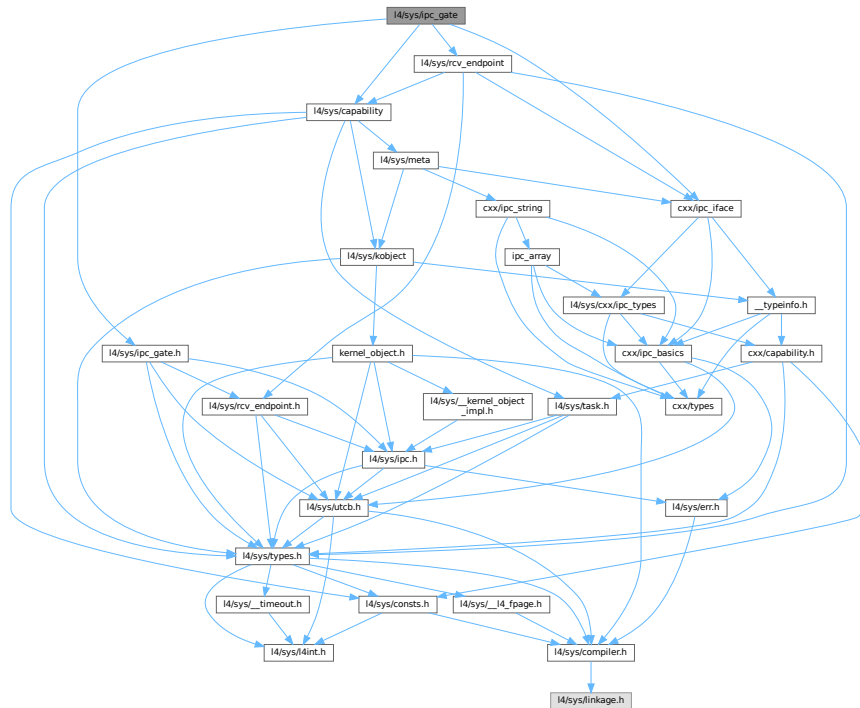 l4/sys/ipc_gate
l4/sys/rcv_endpoint
l4/sys/capability
l4/sys/meta
cxx/ipc_string
cxx/ipc_iface
l4/sys/kobject
ipc_array
l4/sys/cxx/ipc_types
__typeinfo.h
l4/sys/ipc_gate.h
kernel_object.h
cxx/ipc_basics
cxx/capability.h
l4/sys/rcv_endpoint.h
l4/sys/__kernel_object
_impl.h
l4/sys/task.h
cxx/types
l4/sys/ipc.h
l4/sys/utcb.h
l4/sys/err.h
l4/sys/types.h
l4/sys/__timeout.h
l4/sys/consts.h
l4/sys/__l4_fpage.h
l4/sys/l4int.h
l4/sys/compiler.h
l4/sys/linkage.h